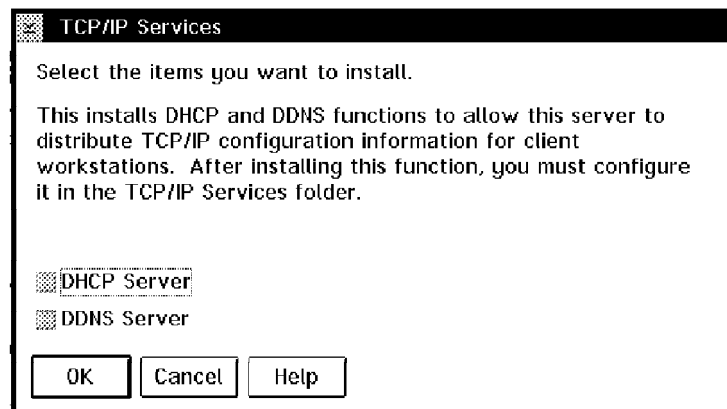 TCP/IP Services
Select the items you want to install.
This installs DHCP and DDNS functions to allow this server to
distribute TCP/IP configuration information for client
workstations.  After installing this function, you must configure
it in the TCP/IP Services folder.
DHCP Server
DDNS Server
OK Cancel Help